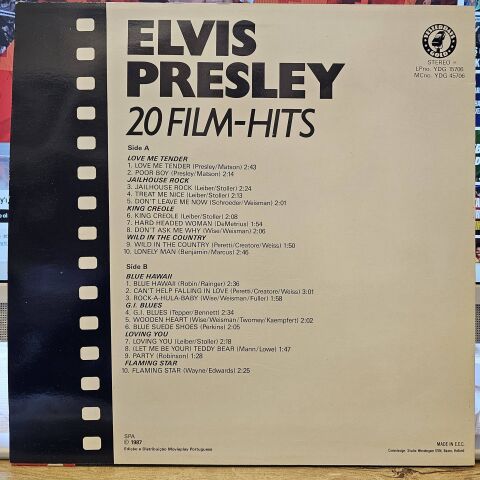 ELVIS
PRESLEY
20 FILM-HITS
STEREO
LPno. YDG 15706
MCno. YDG 45706
Side A
LOVE ME TENDER
1. LOVE ME TENDER (Presley/Matson) 2:43
2. POOR BOY (Presley/Matson) 2:14
JAILHOUSE ROCK
3. JAILHOUSE ROCK (Leiber/Stoller) 2:24
4. TREAT ME NICE (Leiber/Stoller) 2:13
5. DON'T LEAVE ME NOW (Schroeder/Weisman) 2:01
KING CREOLE
6. KING CREOLE (Leiber/Stoller) 2:08
7. HARD HEADED WOMAN (DeMetrius) 1:54
8. DON'T ASK ME WHY (Wise/Weisman) 2:06
WILD IN THE COUNTRY
9. WILD IN THE COUNTRY (Peretti/Creatore/Weiss) 1:50
10. LONELY MAN (Benjamin/Marcus) 2:46
Side B
BLUE HAWAII
1. BLUE HAWAII (Robin/Rainger) 2:36
2. CAN'T HELP FALLING IN LOVE (Peretti/Creatore/Weiss) 3:01
3. ROCK-A-HULA-BABY (Wise/Weisman/Fuller) 1:58
G.I. BLUES
4. G.I. BLUES (Tepper/Bennett) 2:34
5. WOODEN HEART (Wise/Weisman/Twomey/Kaempfert) 2:02
6. BLUE SUEDE SHOES (Perkins) 2:05
LOVING YOU
7. LOVING YOU (Leiber/Stoller) 2:18
8. (LET ME BE YOUR) TEDDY BEAR (Mann/Lowe) 1:47
9. PARTY (Robinson) 1:28
FLAMING STAR
10. FLAMING STAR (Wayne/Edwards) 2:25
SPA
℗ 1987
Edição e Distribuição Movieplay Portuguesa
MADE IN E.E.C.